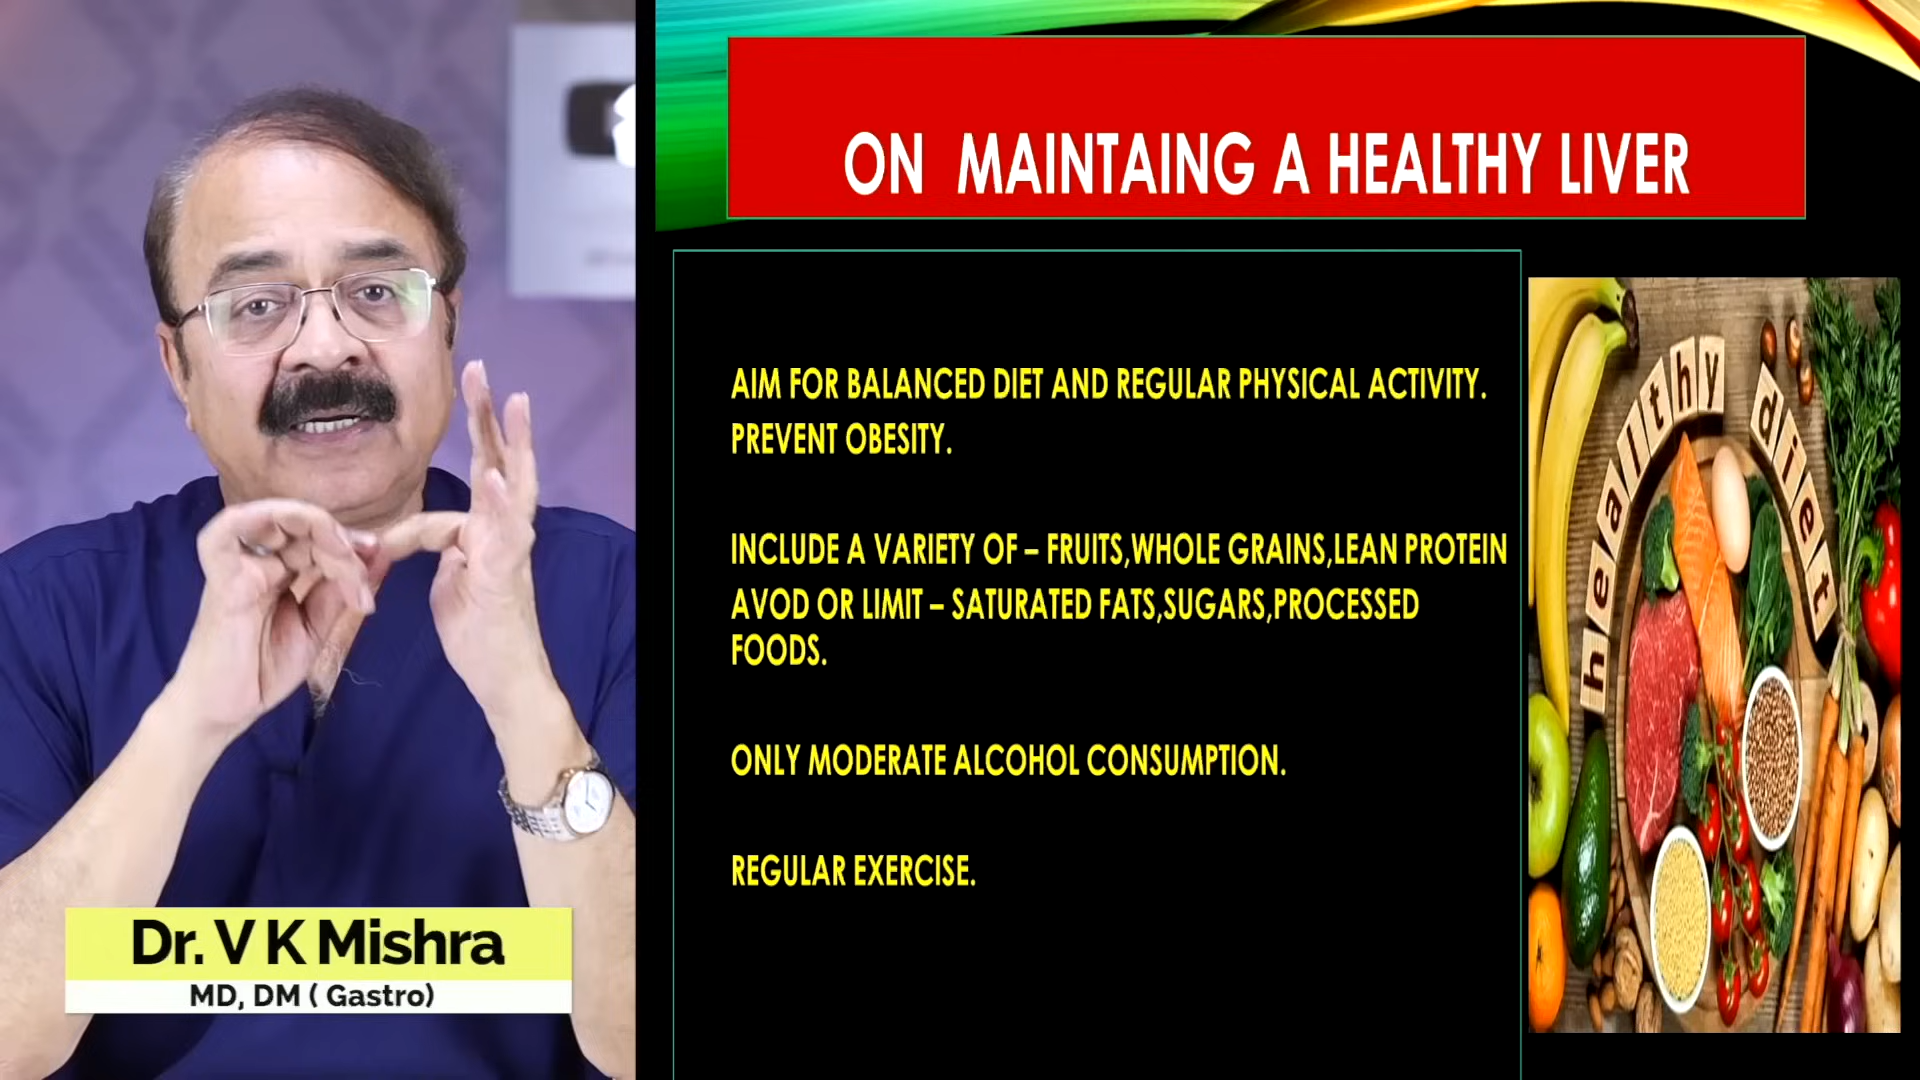 ON MAINTAING A HEALTHY LIVER
AIM FOR BALANCED DIET AND REGULAR PHYSICAL ACTIVITY.
PREVENT OBESITY.
INCLUDE A VARIETY OF – FRUITS,WHOLE GRAINS,LEAN PROTEIN
AVOD OR LIMIT – SATURATED FATS,SUGARS,PROCESSED
FOODS.
ONLY MODERATE ALCOHOL CONSUMPTION.
REGULAR EXERCISE.
healthy diet
Dr. V K Mishra
MD, DM ( Gastro)